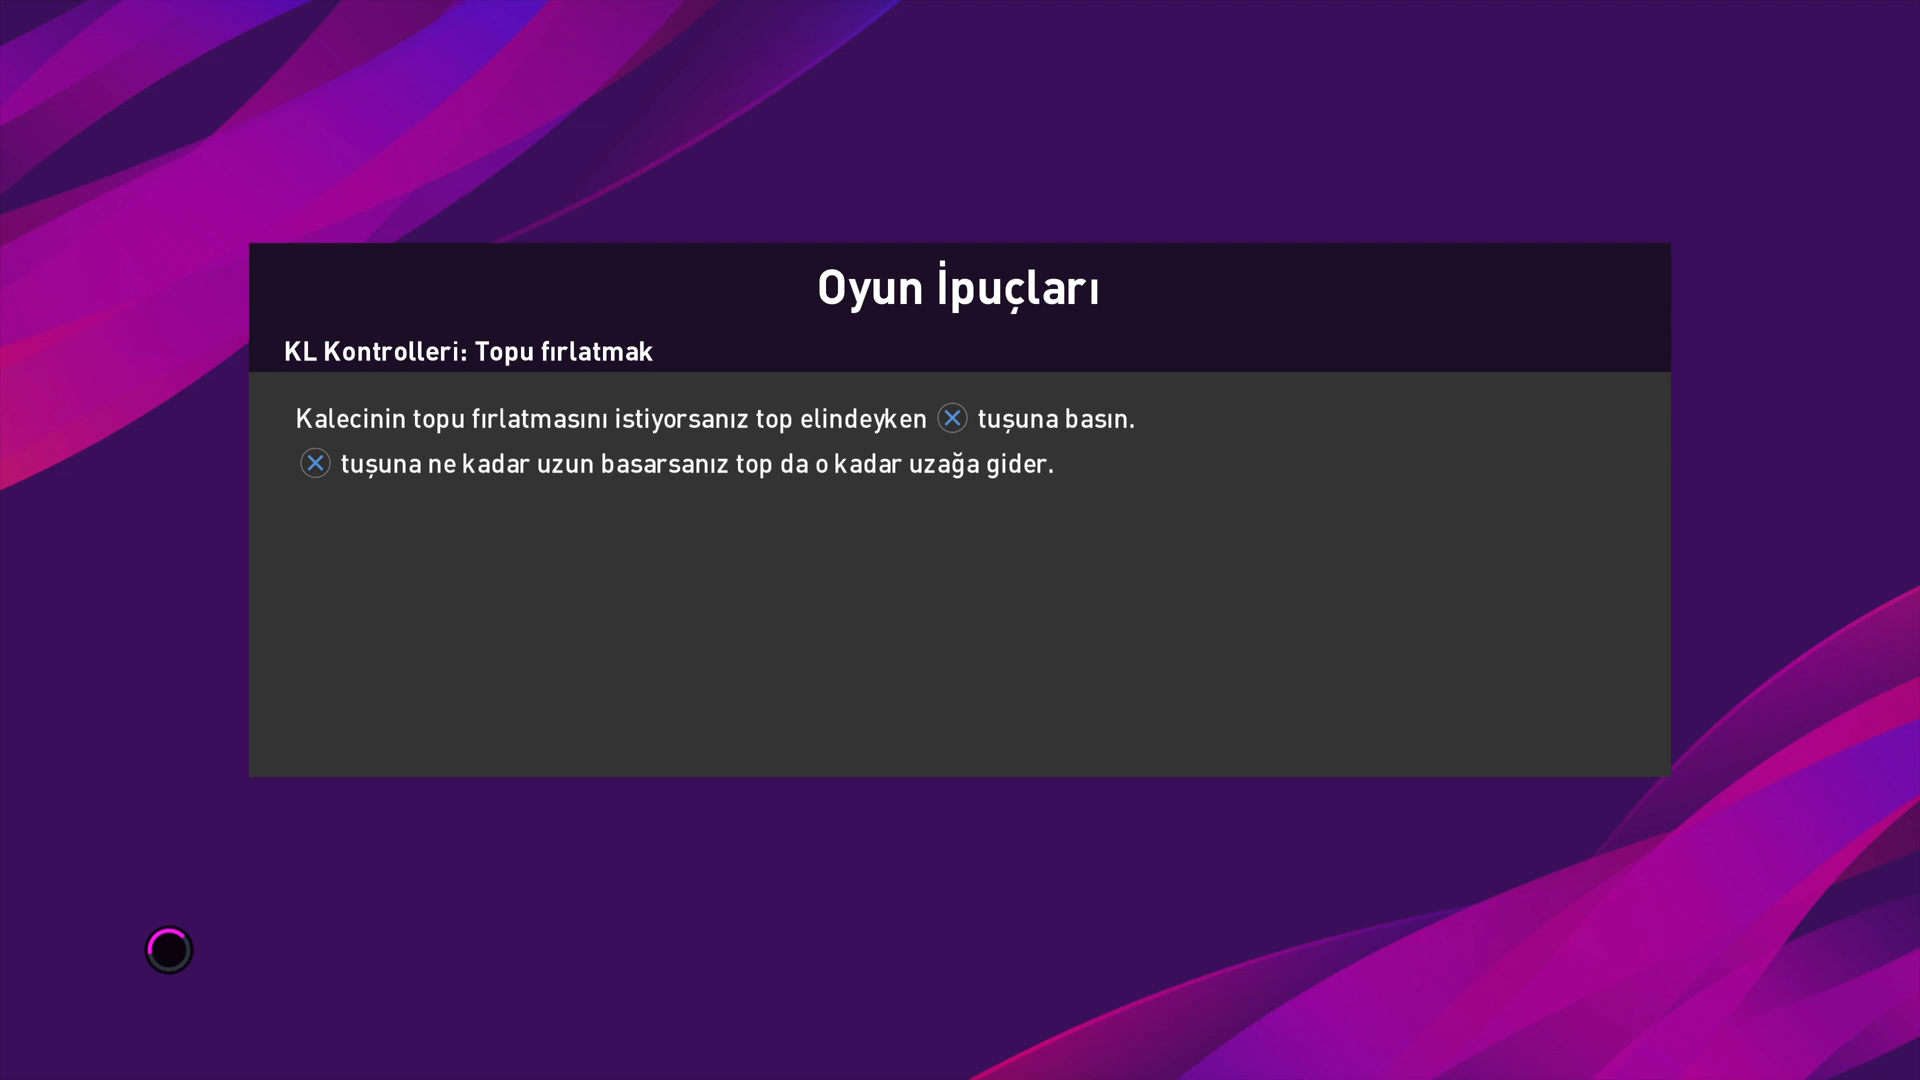 Oyun İpuçları
KL Kontrolleri: Topu fırlatmak
Kalecinin topu fırlatmasını istiyorsanız top elindeyken tuşuna basın.
tuşuna ne kadar uzun basarsanız top da o kadar uzağa gider.